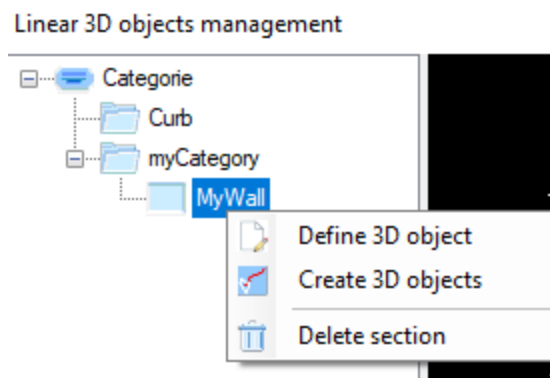 Linear 3D objects management
Categorie
Curb
myCategory
MyWall
Define 3D object
Create 3D objects
Delete section